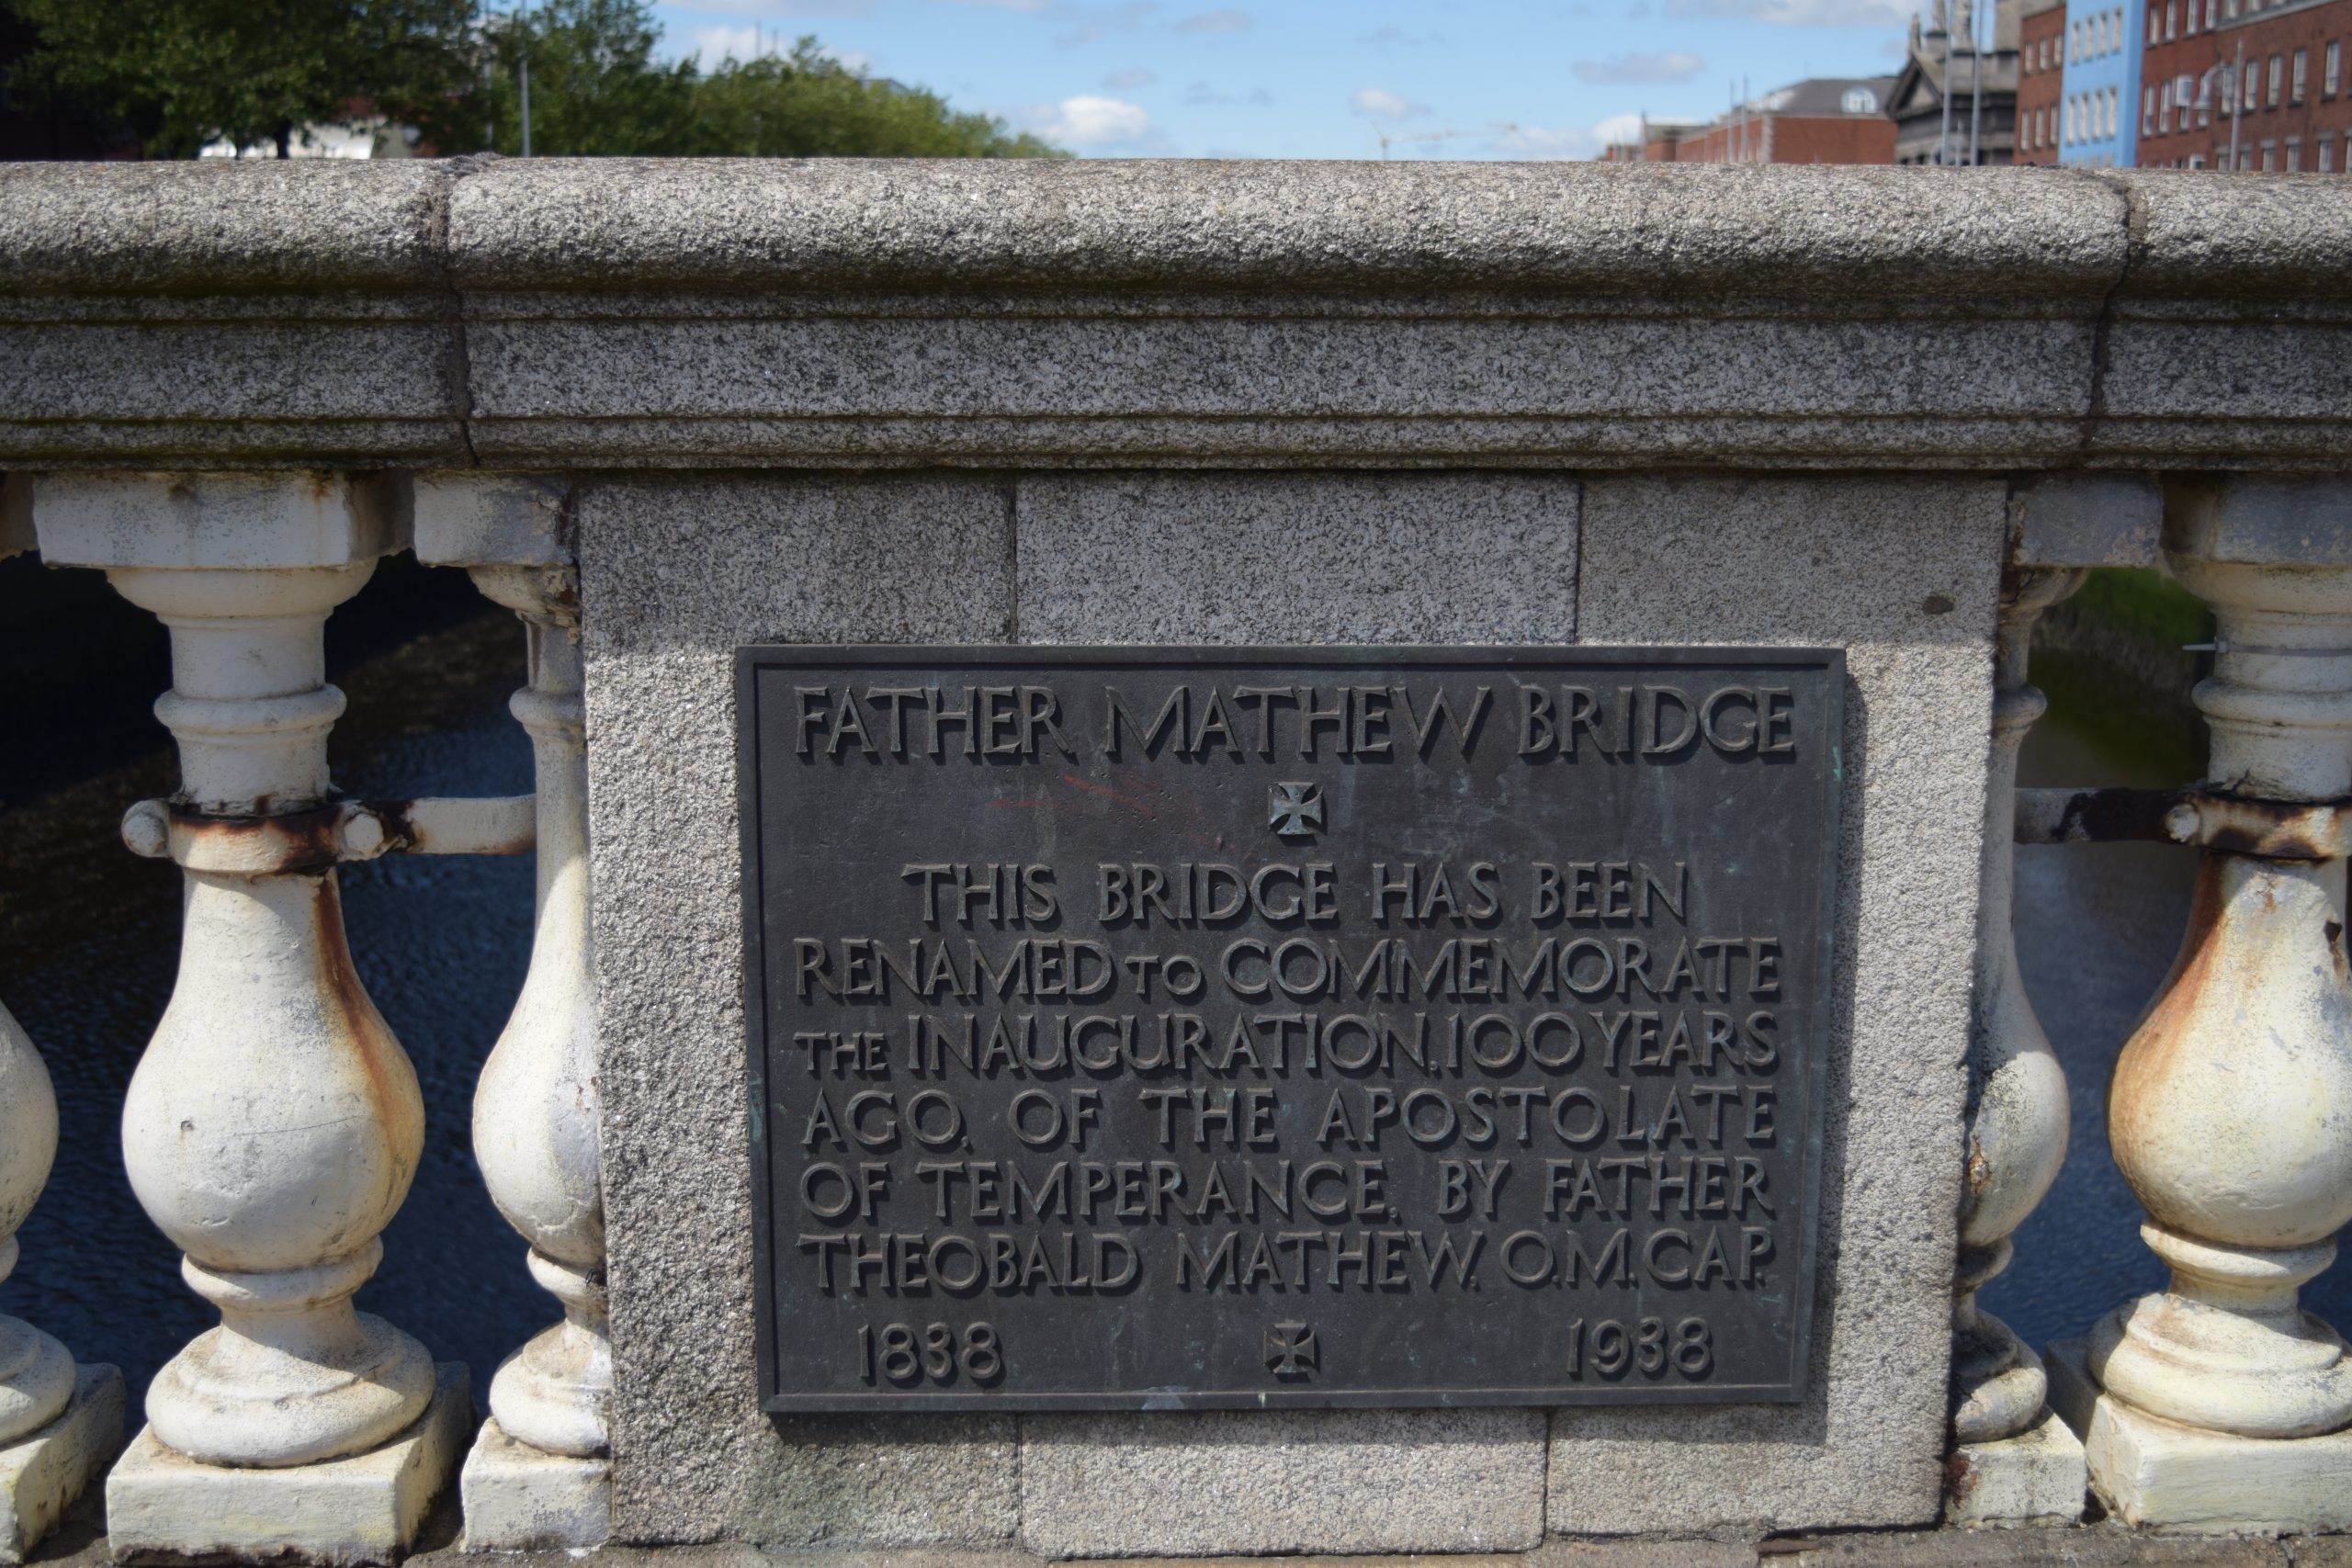 FATHER MATHEW BRIDGE
THIS BRIDGE HAS BEEN
RENAMED TO COMMEMORATE
THE INAUGURATION, 100 YEARS
AGO, OF THE APOSTOLATE
OF TEMPERANCE, BY FATHER
THEOBALD MATHEW, O.M.CAP.
1838 1938